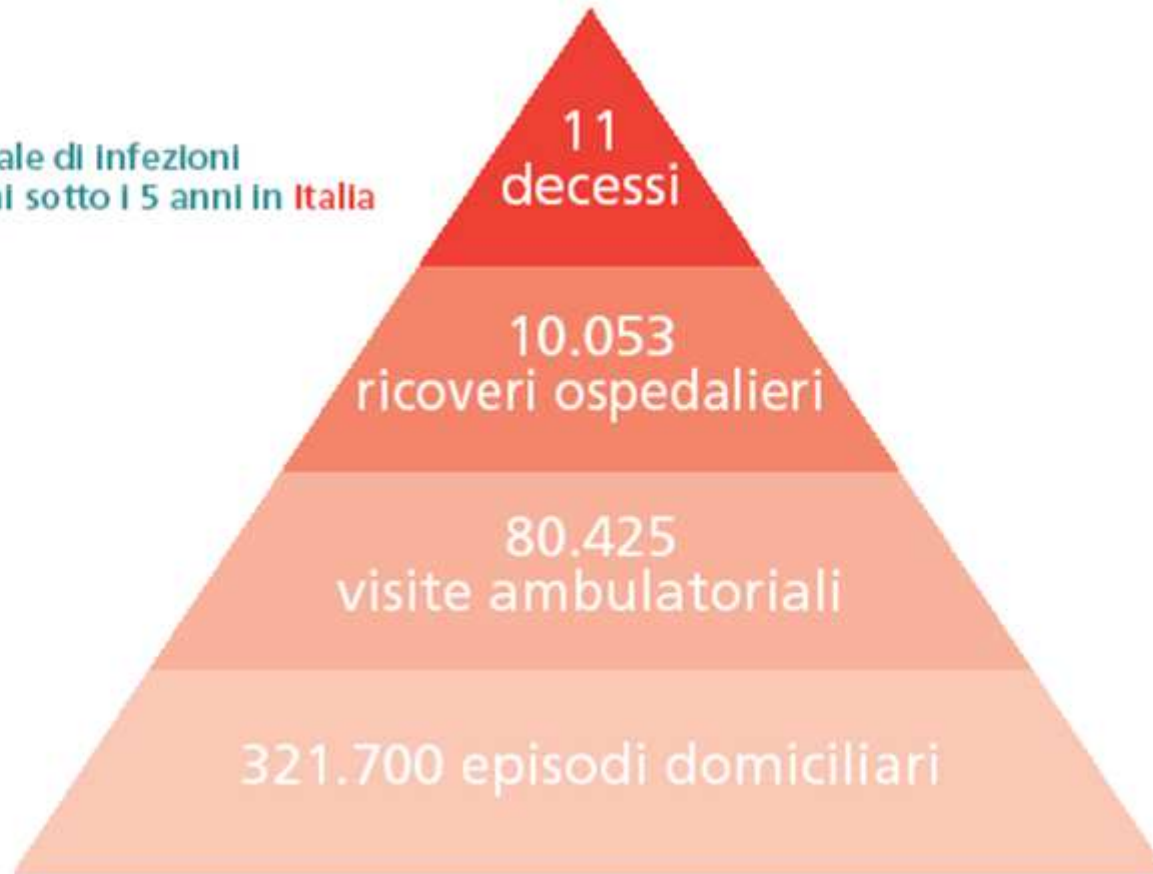 di infezioni
sotto i 5 anni in Italia
11
decessi
10.053
ricoveri ospedalieri
80.425
visite ambulatoriali
321.700 episodi domiciliari